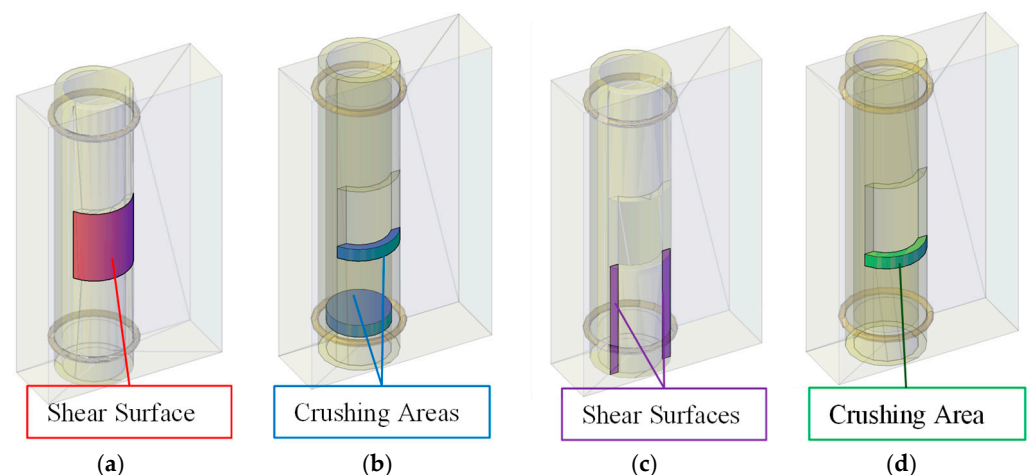 Shear Surface
Crushing Areas
Shear Surfaces
Crushing Area
(a)
(b)
(c)
(d)